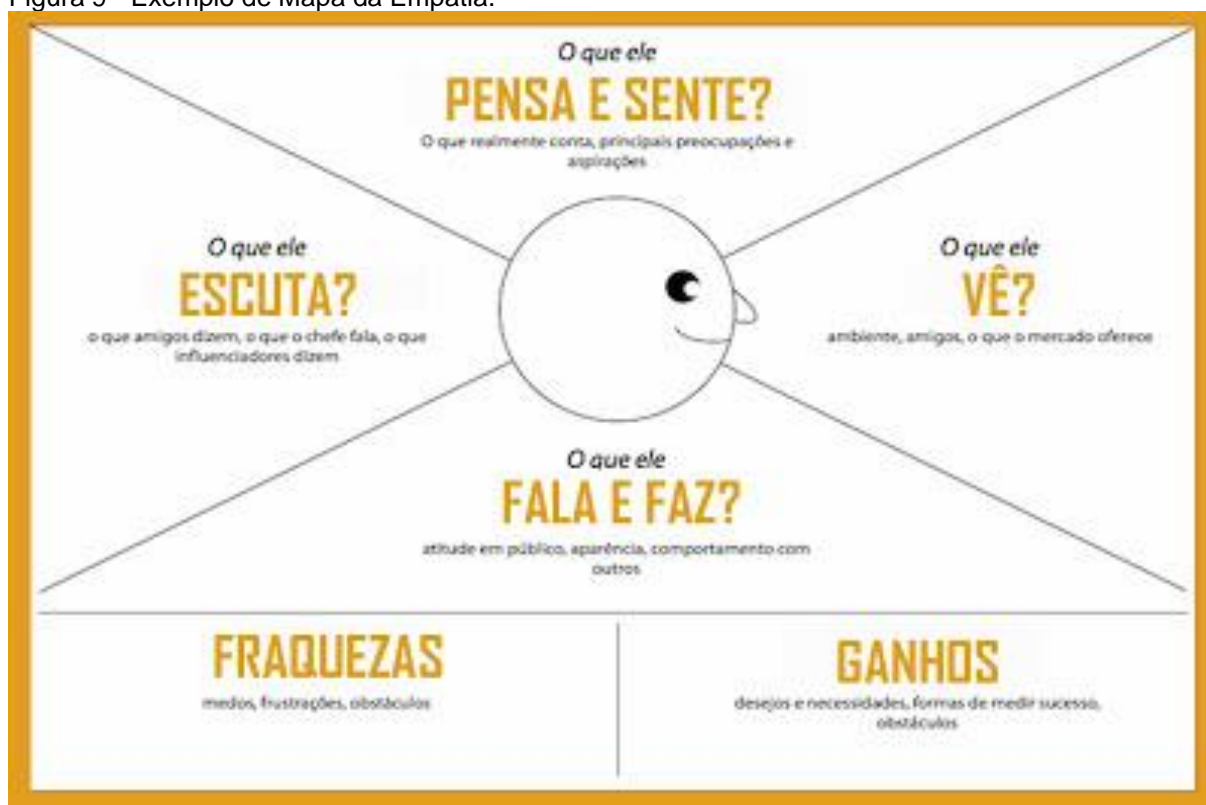 Figura 9 - Exemplo de Mapa da Empatia.
O que ele
PENSA E SENTE?
O que realmente conta, principais preocupações e
aspirações
O que ele
ESCUTA?
o que amigos dizem, o que o chefe fala, o que
influenciadores dizem
O que ele
VÊ?
ambiente, amigos, o que o mercado oferece
O que ele
FALA E FAZ?
atitude em público, aparência, comportamento com
outros
FRAQUEZAS
medos, frustrações, obstáculos
GANHOS
desejos e necessidades, formas de medir sucesso,
obstáculos